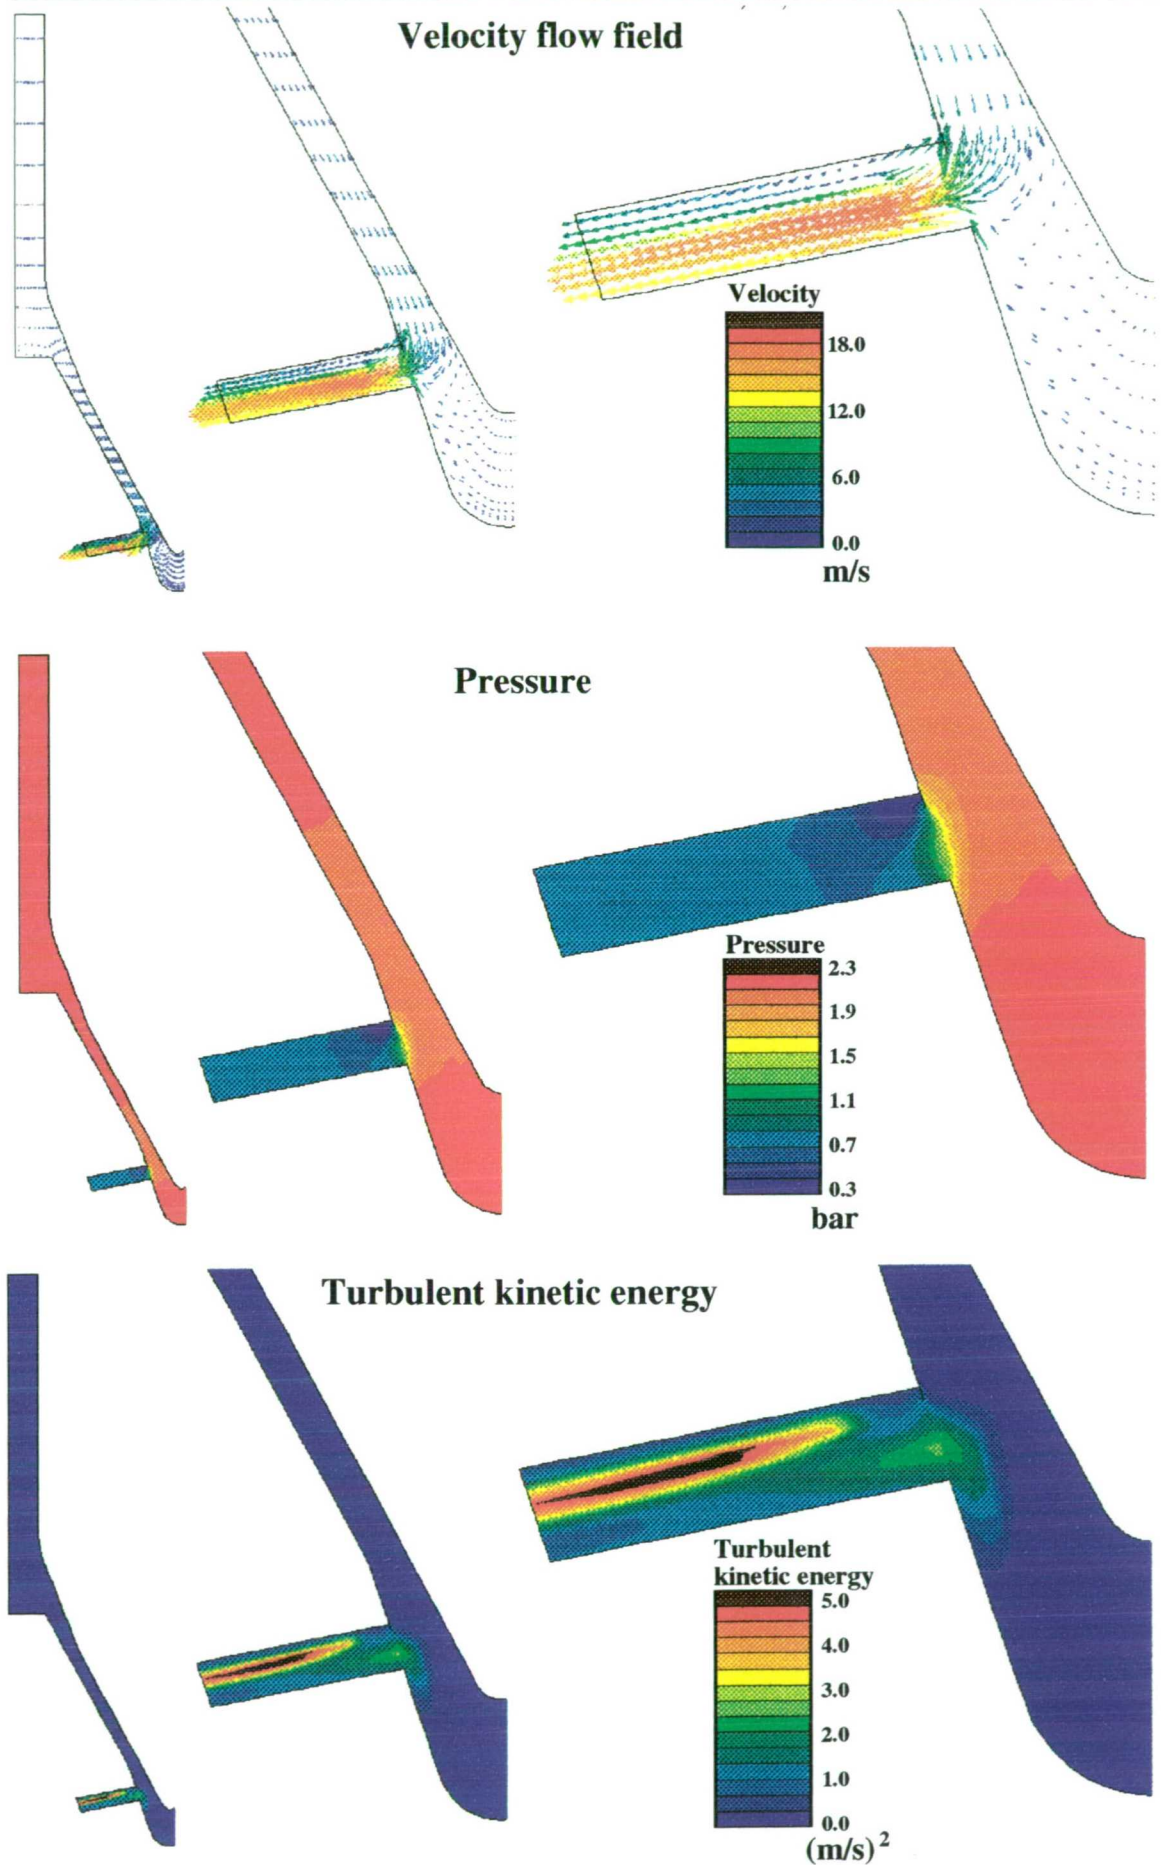 Velocity flow field
Velocity
18.0
12.0
6.0
0.0
m/s
Pressure
Pressure
2.3
1.9
1.5
1.1
0.7
0.3
bar
Turbulent kinetic energy
Turbulent
kinetic energy
5.0
4.0
3.0
2.0
1.0
0.0
(m/s)²